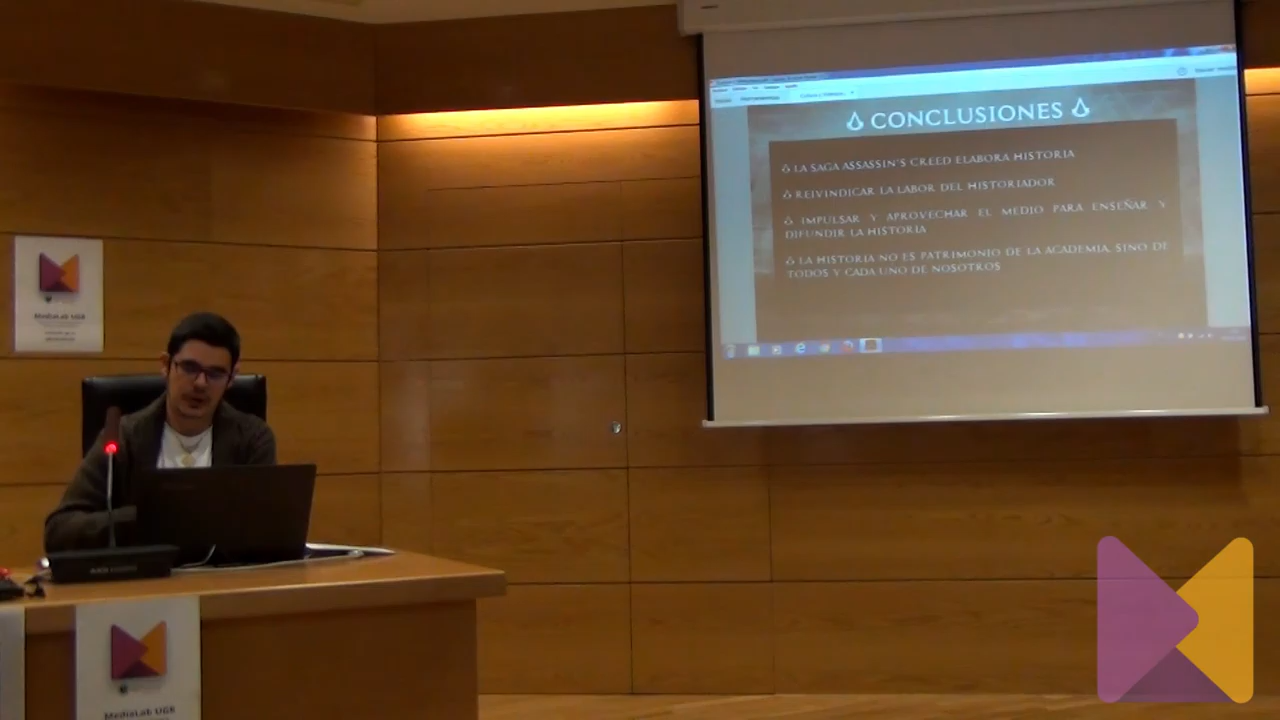 CONCLUSIONES
LA SAGA ASSASSIN'S CREED ELABORA HISTORIA
REIVINDICAR LA LABOR DEL HISTORIADOR
IMPULSAR Y APROVECHAR EL MEDIO PARA ENSEÑAR Y
DIFUNDIR LA HISTORIA
LA HISTORIA NO ES PATRIMONIO DE LA ACADEMIA, SINO DE
TODOS Y CADA UNO DE NOSOTROS
MediaLab UGR
MediaLab UGR